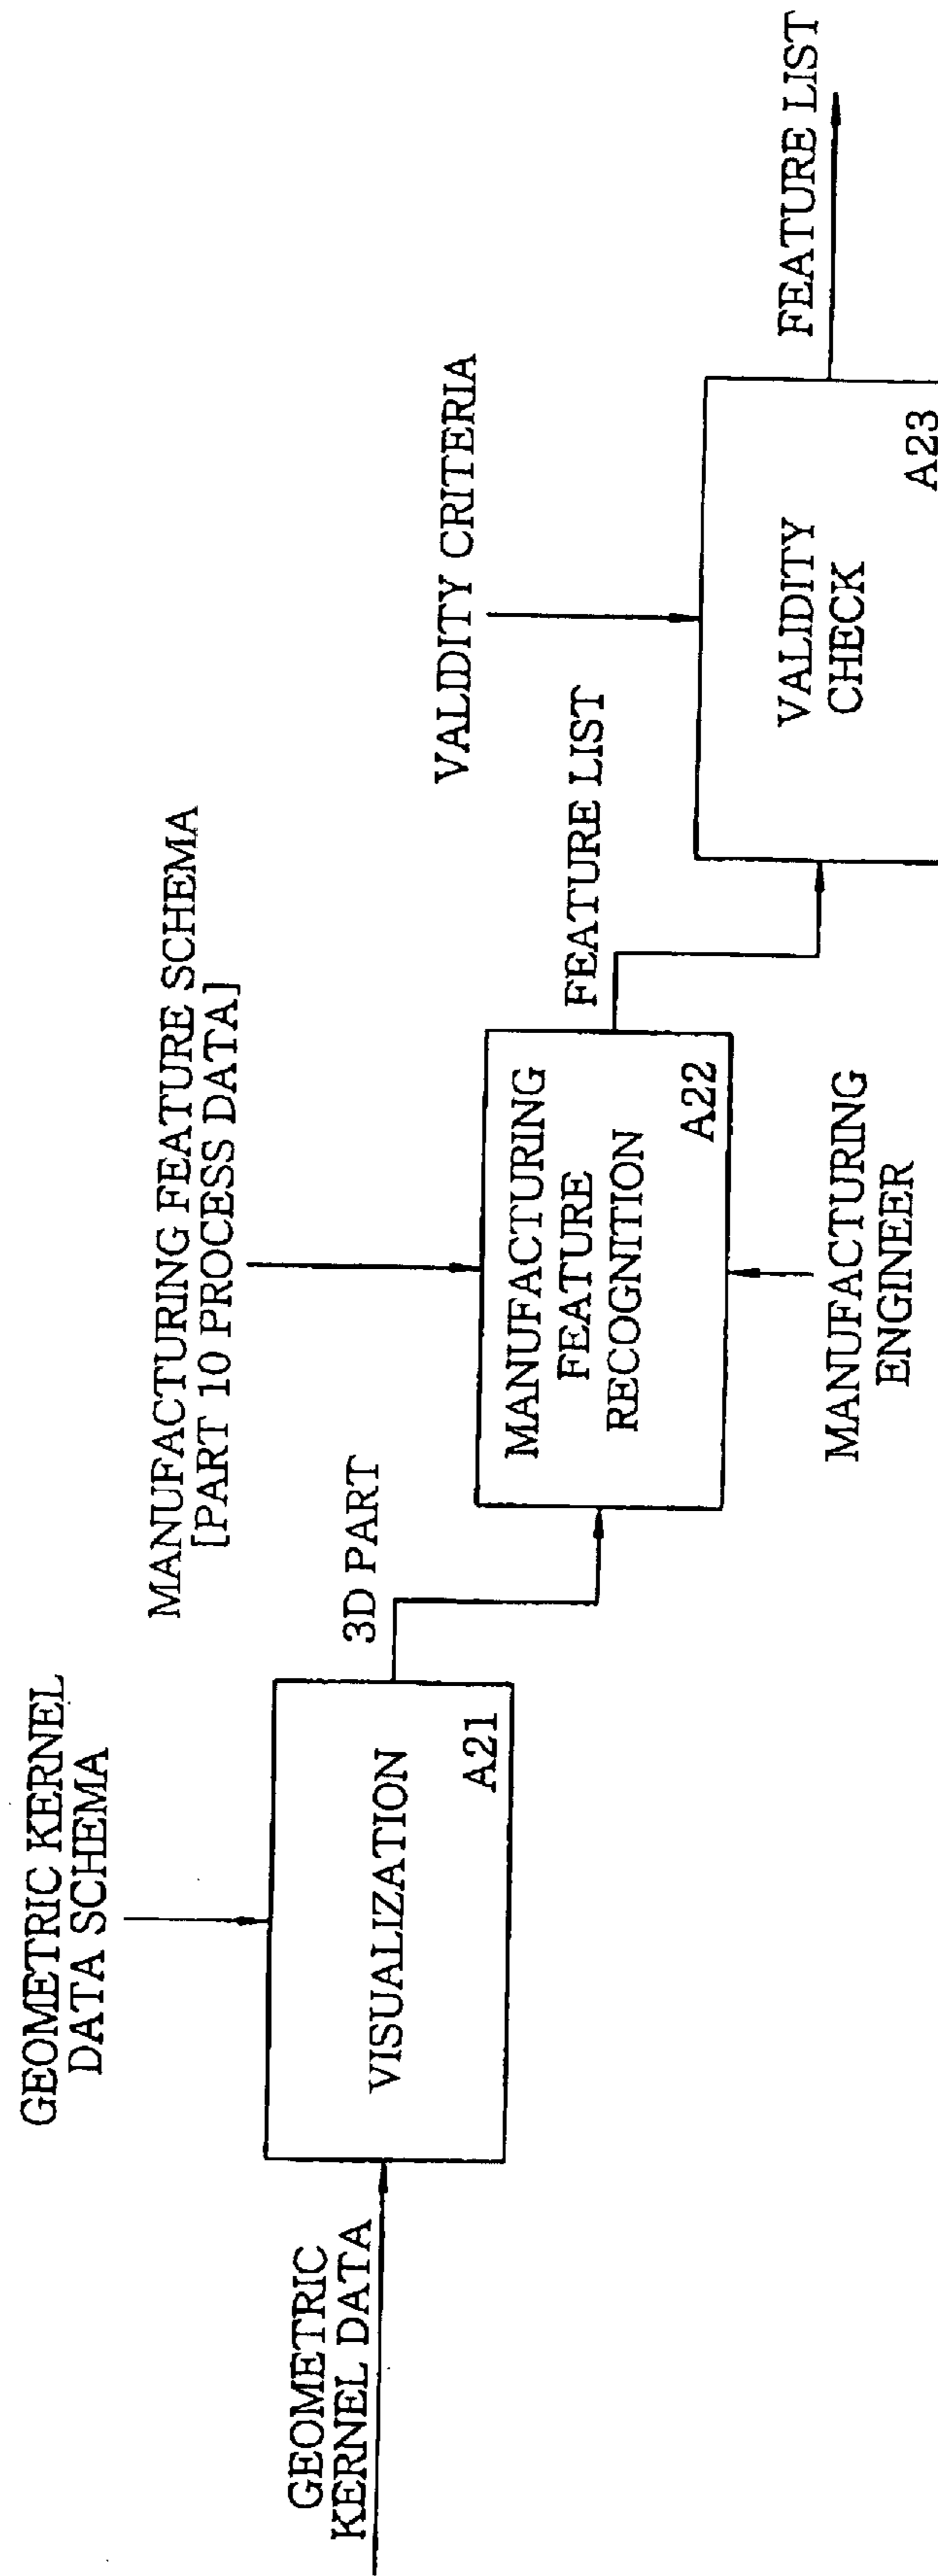 GEOMETRIC
KERNEL DATA
GEOMETRIC KERNEL
DATA SCHEMA
VISUALIZATION
A21
3D PART
MANUFACTURING FEATURE SCHEMA
[PART 10 PROCESS DATA]
MANUFACTURING
FEATURE
RECOGNITION
A22
MANUFACTURING
ENGINEER
FEATURE LIST
VALIDITY CRITERIA
VALIDITY
CHECK
A23
FEATURE LIST